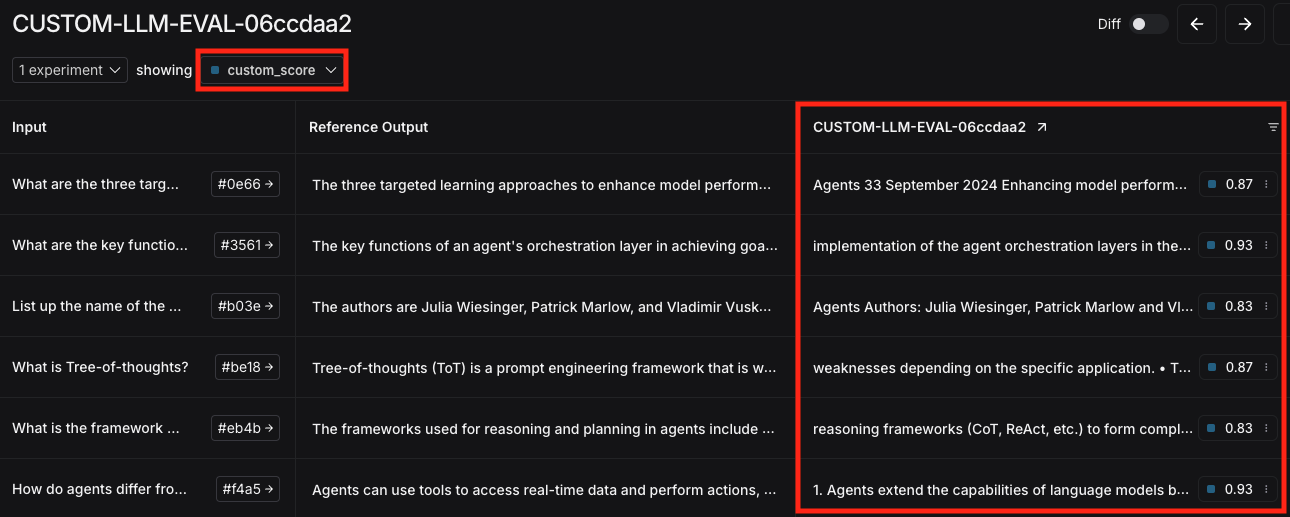 CUSTOM-LLM-EVAL-06ccdaa2
Diff
1 experiment showing custom_score
Input Reference Output CUSTOM-LLM-EVAL-06ccdaa2
What are the three targ... #0e66 → The three targeted learning approaches to enhance model perform... Agents 33 September 2024 Enhancing model perform... 0.87
What are the key functio... #3561 → The key functions of an agent's orchestration layer in achieving goa... implementation of the agent orchestration layers in the... 0.93
List up the name of the ... #b03e → The authors are Julia Wiesinger, Patrick Marlow, and Vladimir Vusk... Agents Authors: Julia Wiesinger, Patrick Marlow and Vl... 0.83
What is Tree-of-thoughts? #be18 → Tree-of-thoughts (ToT) is a prompt engineering framework that is w... weaknesses depending on the specific application. • T... 0.87
What is the framework ... #eb4b → The frameworks used for reasoning and planning in agents include ... reasoning frameworks (CoT, ReAct, etc.) to form compl... 0.83
How do agents differ fro... #f4a5 → Agents can use tools to access real-time data and perform actions, ... 1. Agents extend the capabilities of language models b... 0.93